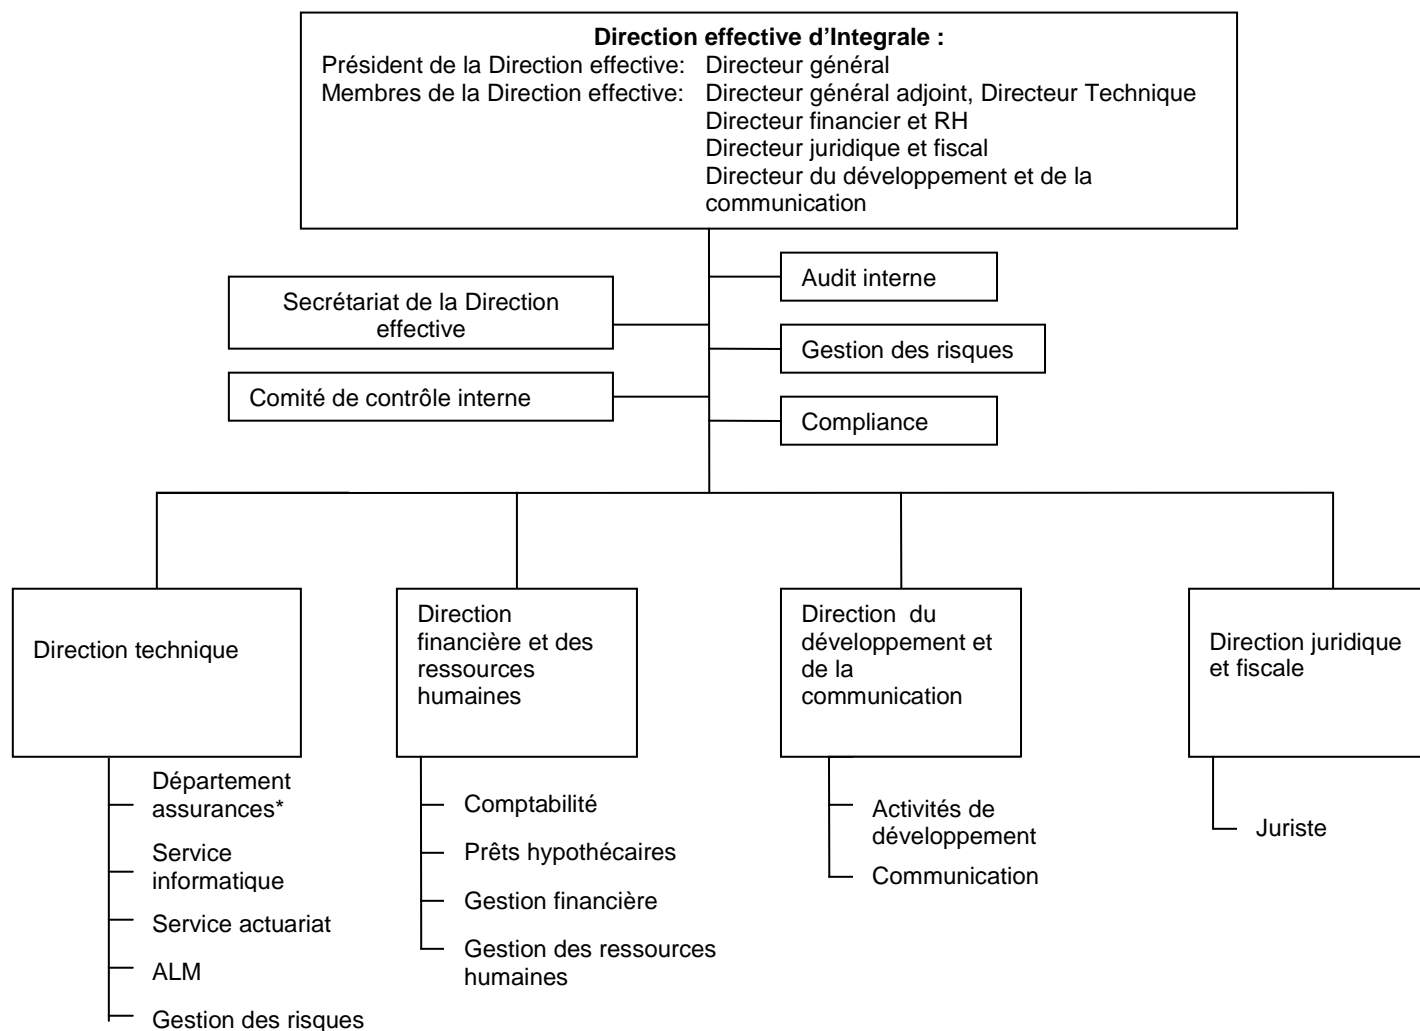 Direction effective d’Integrale :
Président de la Direction effective: Directeur général
Membres de la Direction effective: Directeur général adjoint, Directeur Technique
Directeur financier et RH
Directeur juridique et fiscal
Directeur du développement et de la
communication
Audit interne
Secrétariat de la Direction
effective
Gestion des risques
Comité de contrôle interne
Compliance
Direction technique
Direction
financière et des
ressources
humaines
Direction du
développement et
de la
communication
Direction juridique
et fiscale
Département
assurances*
Service
informatique
Service actuariat
ALM
Gestion des risques
Comptabilité
Prêts hypothécaires
Gestion financière
Gestion des ressources
humaines
Activités de
développement
Communication
Juriste